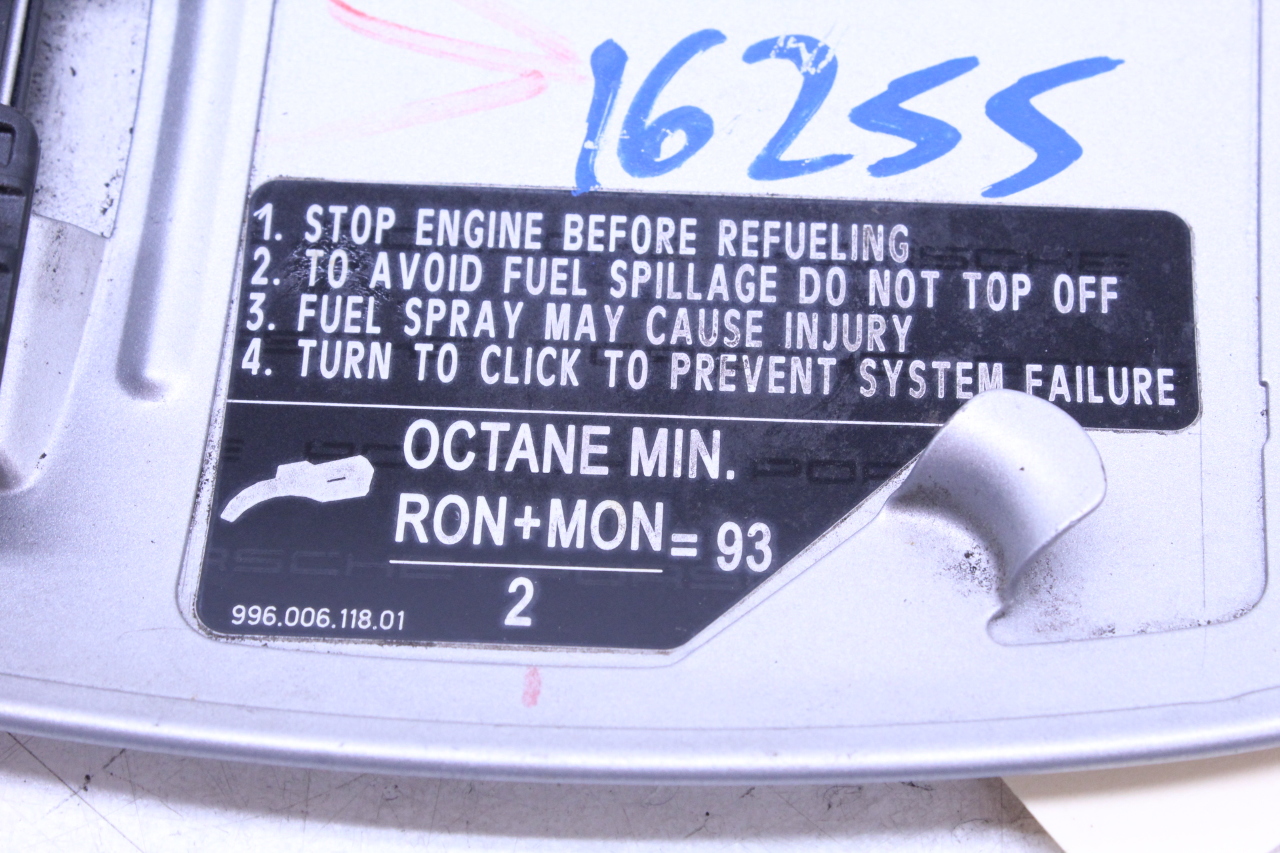 16255
1. STOP ENGINE BEFORE REFUELING
2. TO AVOID FUEL SPILLAGE DO NOT TOP OFF
3. FUEL SPRAY MAY CAUSE INJURY
4. TURN TO CLICK TO PREVENT SYSTEM FAILURE
OCTANE MIN.
RON+MON = 93
2
996.006.118.01